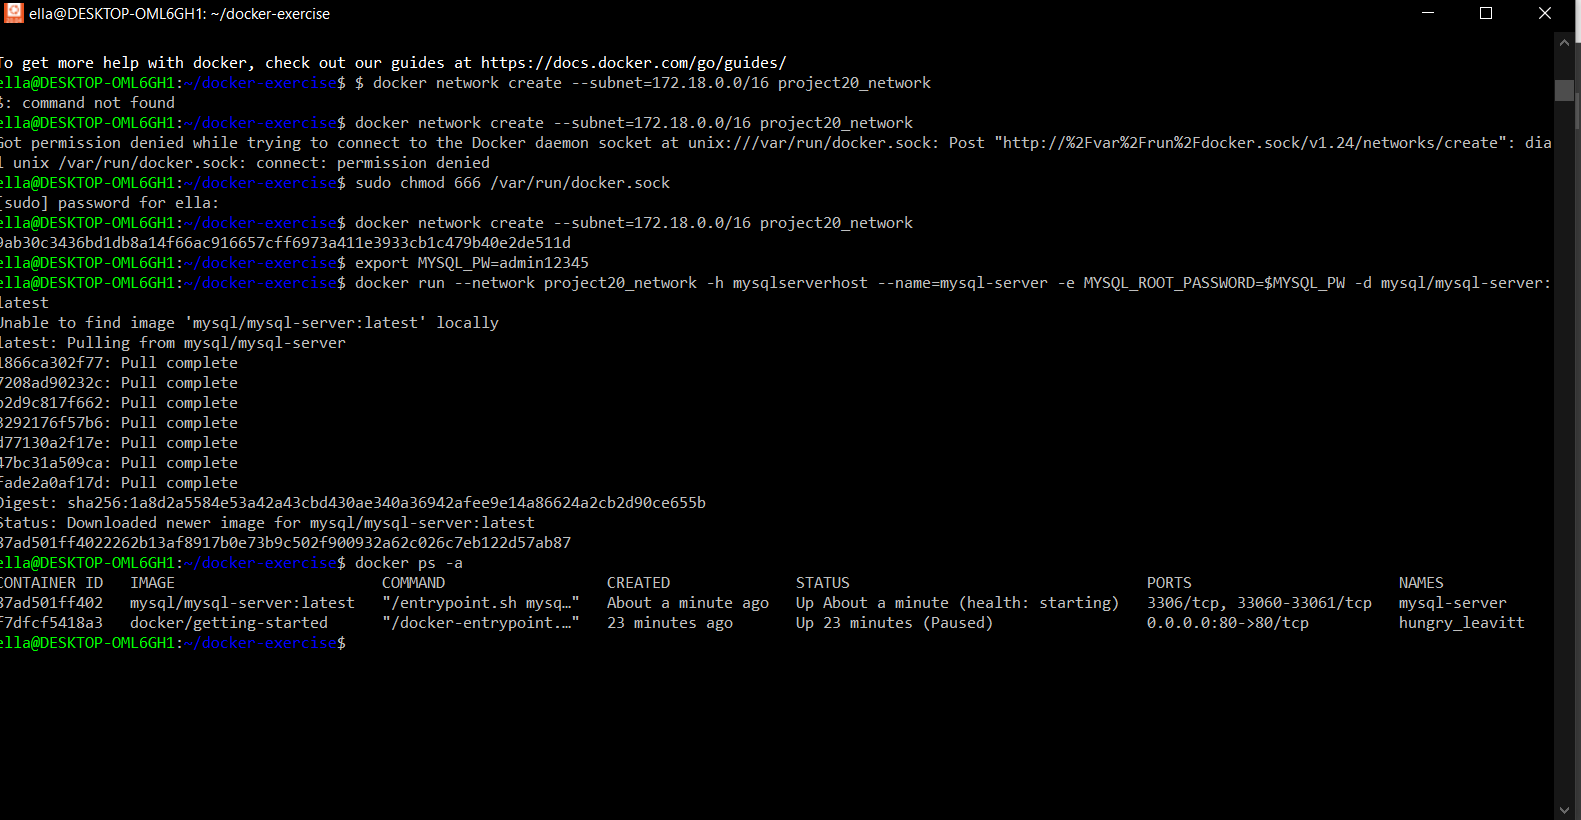 ella@DESKTOP-OML6GH1: ~/docker-exercise
To get more help with docker, check out our guides at https://docs.docker.com/go/guides/
ella@DESKTOP-OML6GH1:~/docker-exercise$ $ docker network create --subnet=172.18.0.0/16 project20_network
$: command not found
ella@DESKTOP-OML6GH1:~/docker-exercise$ docker network create --subnet=172.18.0.0/16 project20_network
Got permission denied while trying to connect to the Docker daemon socket at unix:///var/run/docker.sock: Post "http://%2Fvar%2Frun%2Fdocker.sock/v1.24/networks/create": dia
l unix /var/run/docker.sock: connect: permission denied
ella@DESKTOP-OML6GH1:~/docker-exercise$ sudo chmod 666 /var/run/docker.sock
[sudo] password for ella:
ella@DESKTOP-OML6GH1:~/docker-exercise$ docker network create --subnet=172.18.0.0/16 project20_network
9ab30c3436bd1db8a14f66ac916657cff6973a411e3933cb1c479b40e2de511d
ella@DESKTOP-OML6GH1:~/docker-exercise$ export MYSQL_PW=admin12345
ella@DESKTOP-OML6GH1:~/docker-exercise$ docker run --network project20_network -h mysqlserverhost --name=mysql-server -e MYSQL_ROOT_PASSWORD=$MYSQL_PW -d mysql/mysql-server:
latest
Unable to find image 'mysql/mysql-server:latest' locally
latest: Pulling from mysql/mysql-server
1866ca302f77: Pull complete
7208ad90232c: Pull complete
b2d9c817f662: Pull complete
3292176f57b6: Pull complete
d77130a2f17e: Pull complete
47bc31a509ca: Pull complete
fade2a0af17d: Pull complete
Digest: sha256:1a8d2a5584e53a42a43cbd430ae340a36942afee9e14a86624a2cb2d90ce655b
Status: Downloaded newer image for mysql/mysql-server:latest
87ad501ff4022262b13af8917b0e73b9c502f900932a62c026c7eb122d57ab87
ella@DESKTOP-OML6GH1:~/docker-exercise$ docker ps -a
CONTAINER ID IMAGE COMMAND CREATED STATUS PORTS NAMES
87ad501ff402 mysql/mysql-server:latest "/entrypoint.sh mysq…" About a minute ago Up About a minute (health: starting) 3306/tcp, 33060-33061/tcp mysql-server
f7dfcf5418a3 docker/getting-started "/docker-entrypoint.…" 23 minutes ago Up 23 minutes (Paused) 0.0.0.0:80->80/tcp hungry_leavitt
ella@DESKTOP-OML6GH1:~/docker-exercise$